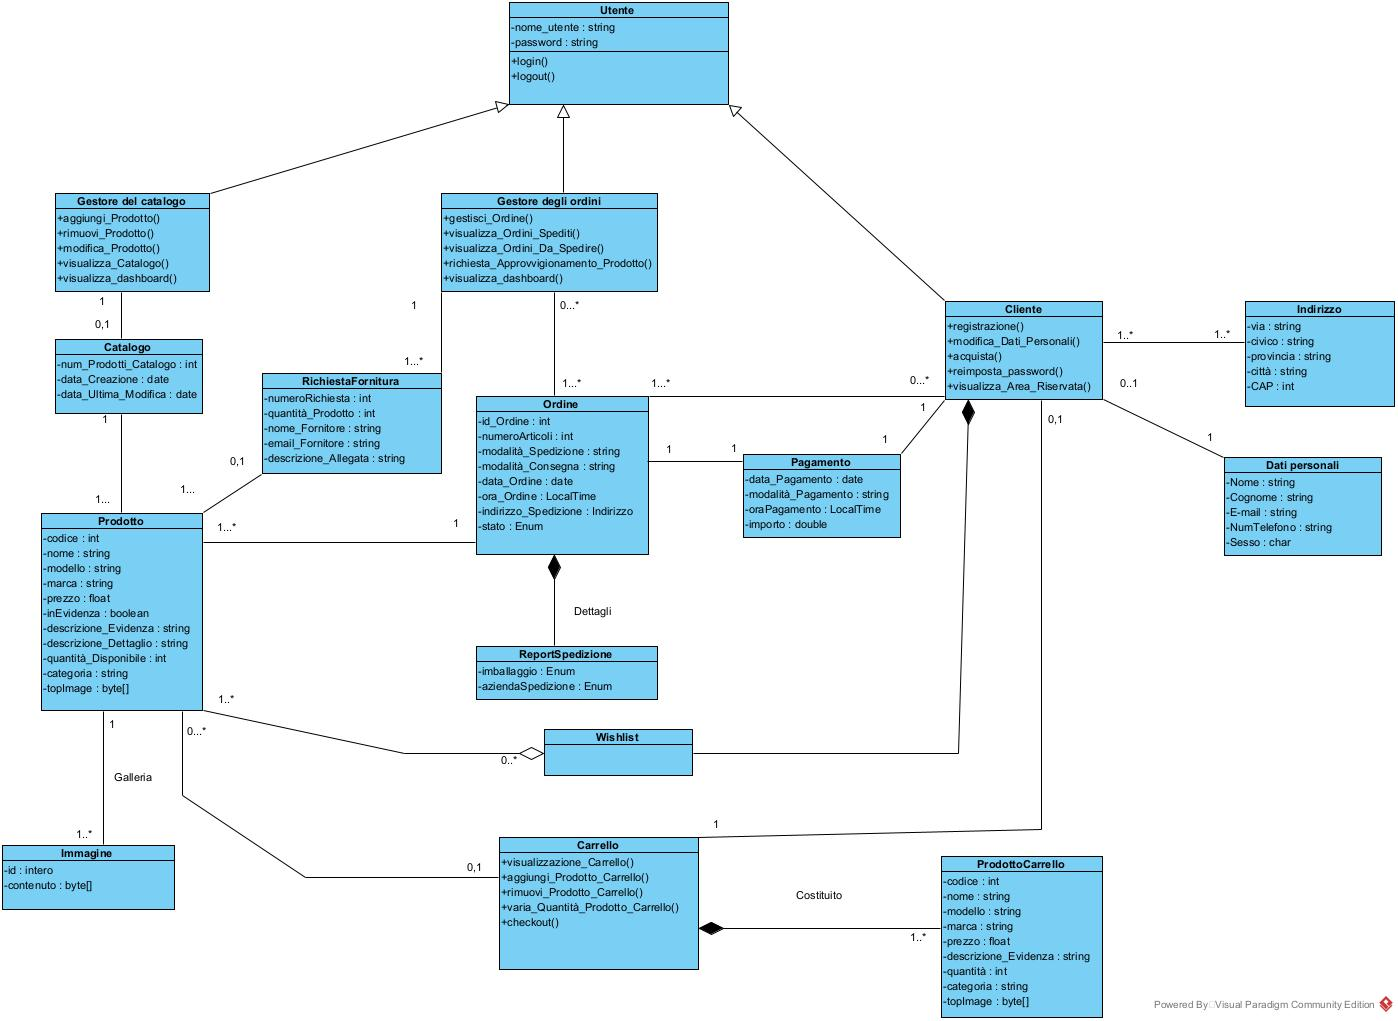 Utente
-nome_utente : string
-password : string
+login()
+logout()
Gestore del catalogo
+aggiungi_Prodotto()
+rimuovi_Prodotto()
+modifica_Prodotto()
+visualizza_Catalogo()
+visualizza_dashboard()
Gestore degli ordini
+gestisci_Ordine()
+visualizza_Ordini_Spediti()
+visualizza_Ordini_Da_Spedire()
+richiesta_Approvvigionamento_Prodotto()
+visualizza_dashboard()
Cliente
+registrazione()
+modifica_Dati_Personali()
+acquista()
+reimposta_password()
+visualizza_Area_Riservata()
Indirizzo
-via : string
-civico : string
-provincia : string
-città : string
-CAP : int
1
0,1
1
1...*
0...*
1...*
1..*
1..*
Catalogo
-num_Prodotti_Catalogo : int
-data_Creazione : date
-data_Ultima_Modifica : date
RichiestaFornitura
-numeroRichiesta : int
-quantità_Prodotto : int
-nome_Fornitore : string
-email_Fornitore : string
-descrizione_Allegata : string
Ordine
-id_Ordine : int
-numeroArticoli : int
-modalità_Spedizione : string
-modalità_Consegna : string
-data_Ordine : date
-ora_Ordine : LocalTime
-indirizzo_Spedizione : Indirizzo
-stato : Enum
1...*
0...*
1
1
1
1
0,1
0..1
1
Pagamento
-data_Pagamento : date
-modalità_Pagamento : string
-oraPagamento : LocalTime
-importo : double
Dati personali
-Nome : string
-Cognome : string
-E-mail : string
-NumTelefono : string
-Sesso : char
1
1...
0,1
1...
1...*
1
Prodotto
-codice : int
-nome : string
-modello : string
-marca : string
-prezzo : float
-inEvidenza : boolean
-descrizione_Evidenza : string
-descrizione_Dettaglio : string
-quantità_Disponibile : int
-categoria : string
-topImage : byte[]
Dettagli
ReportSpedizione
-imballaggio : Enum
-aziendaSpedizione : Enum
1..*
0..*
Wishlist
1
0...*
Galleria
1..*
Immagine
-id : intero
-contenuto : byte[]
0,1
1
Carrello
+visualizzazione_Carrello()
+aggiungi_Prodotto_Carrello()
+rimuovi_Prodotto_Carrello()
+varia_Quantità_Prodotto_Carrello()
+checkout()
Costituito
1..*
ProdottoCarrello
-codice : int
-nome : string
-modello : string
-marca : string
-prezzo : float
-descrizione_Evidenza : string
-quantità : int
-categoria : string
-topImage : byte[]
Powered By Visual Paradigm Community Edition